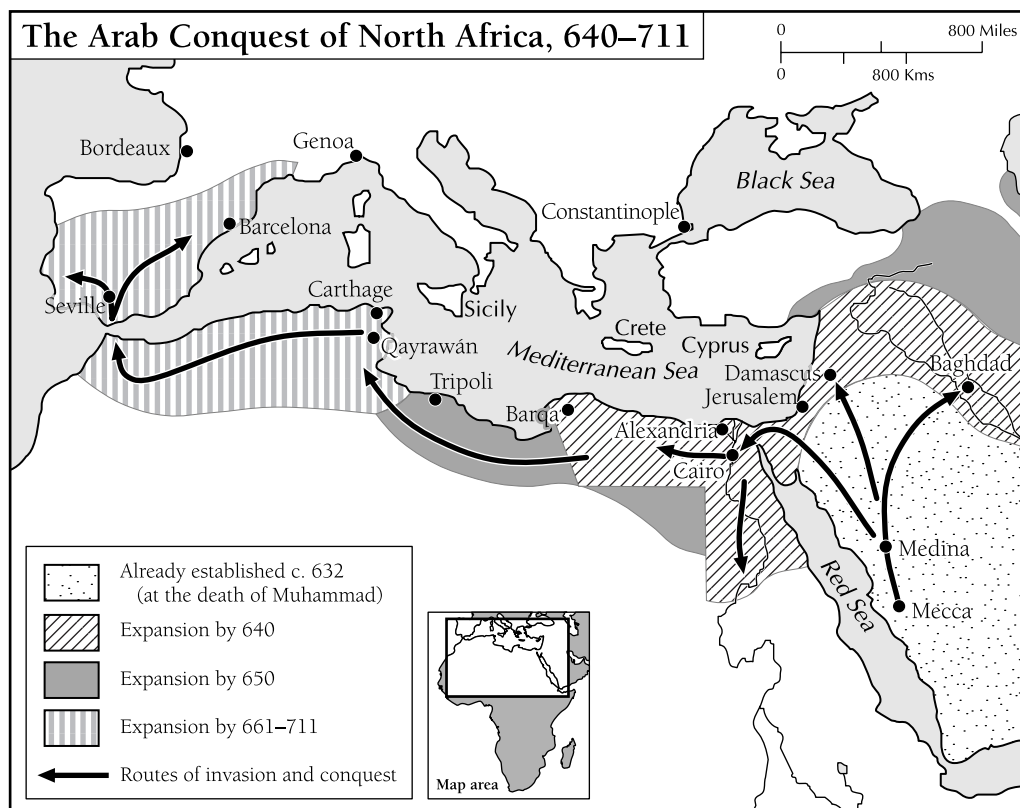 The Arab Conquest of North Africa, 640–711
0 800 Miles
0 800 Kms
Bordeaux
Genoa
Black Sea
Constantinople
Barcelona
Seville
Carthage
Sicily
Qayrawán
Crete
Cyprus
Mediterranean Sea
Tripoli
Damascus
Baghdad
Jerusalem
Barqa
Alexandria
Cairo
Medina
Red Sea
Mecca
Already established c. 632
(at the death of Muhammad)
Expansion by 640
Expansion by 650
Expansion by 661–711
Routes of invasion and conquest
Map area